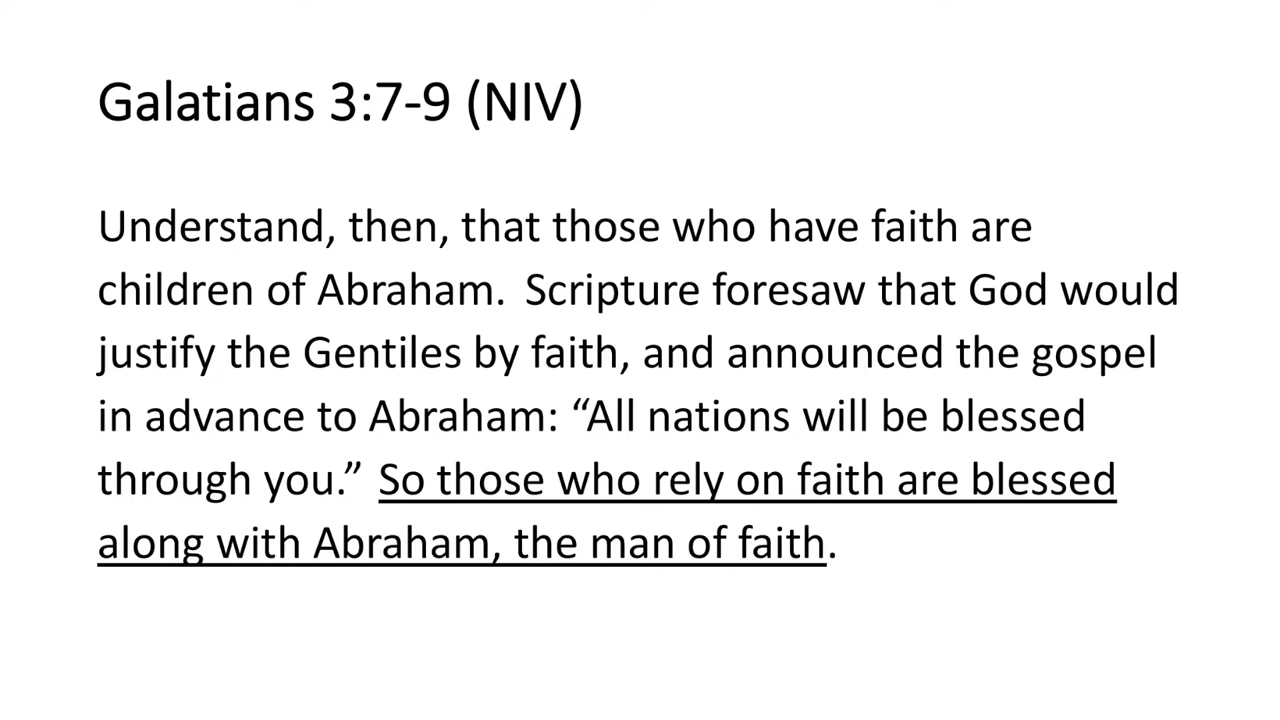 Galatians 3:7-9 (NIV)
Understand, then, that those who have faith are
children of Abraham.  Scripture foresaw that God would
justify the Gentiles by faith, and announced the gospel
in advance to Abraham: “All nations will be blessed
through you.” So those who rely on faith are blessed
along with Abraham, the man of faith.